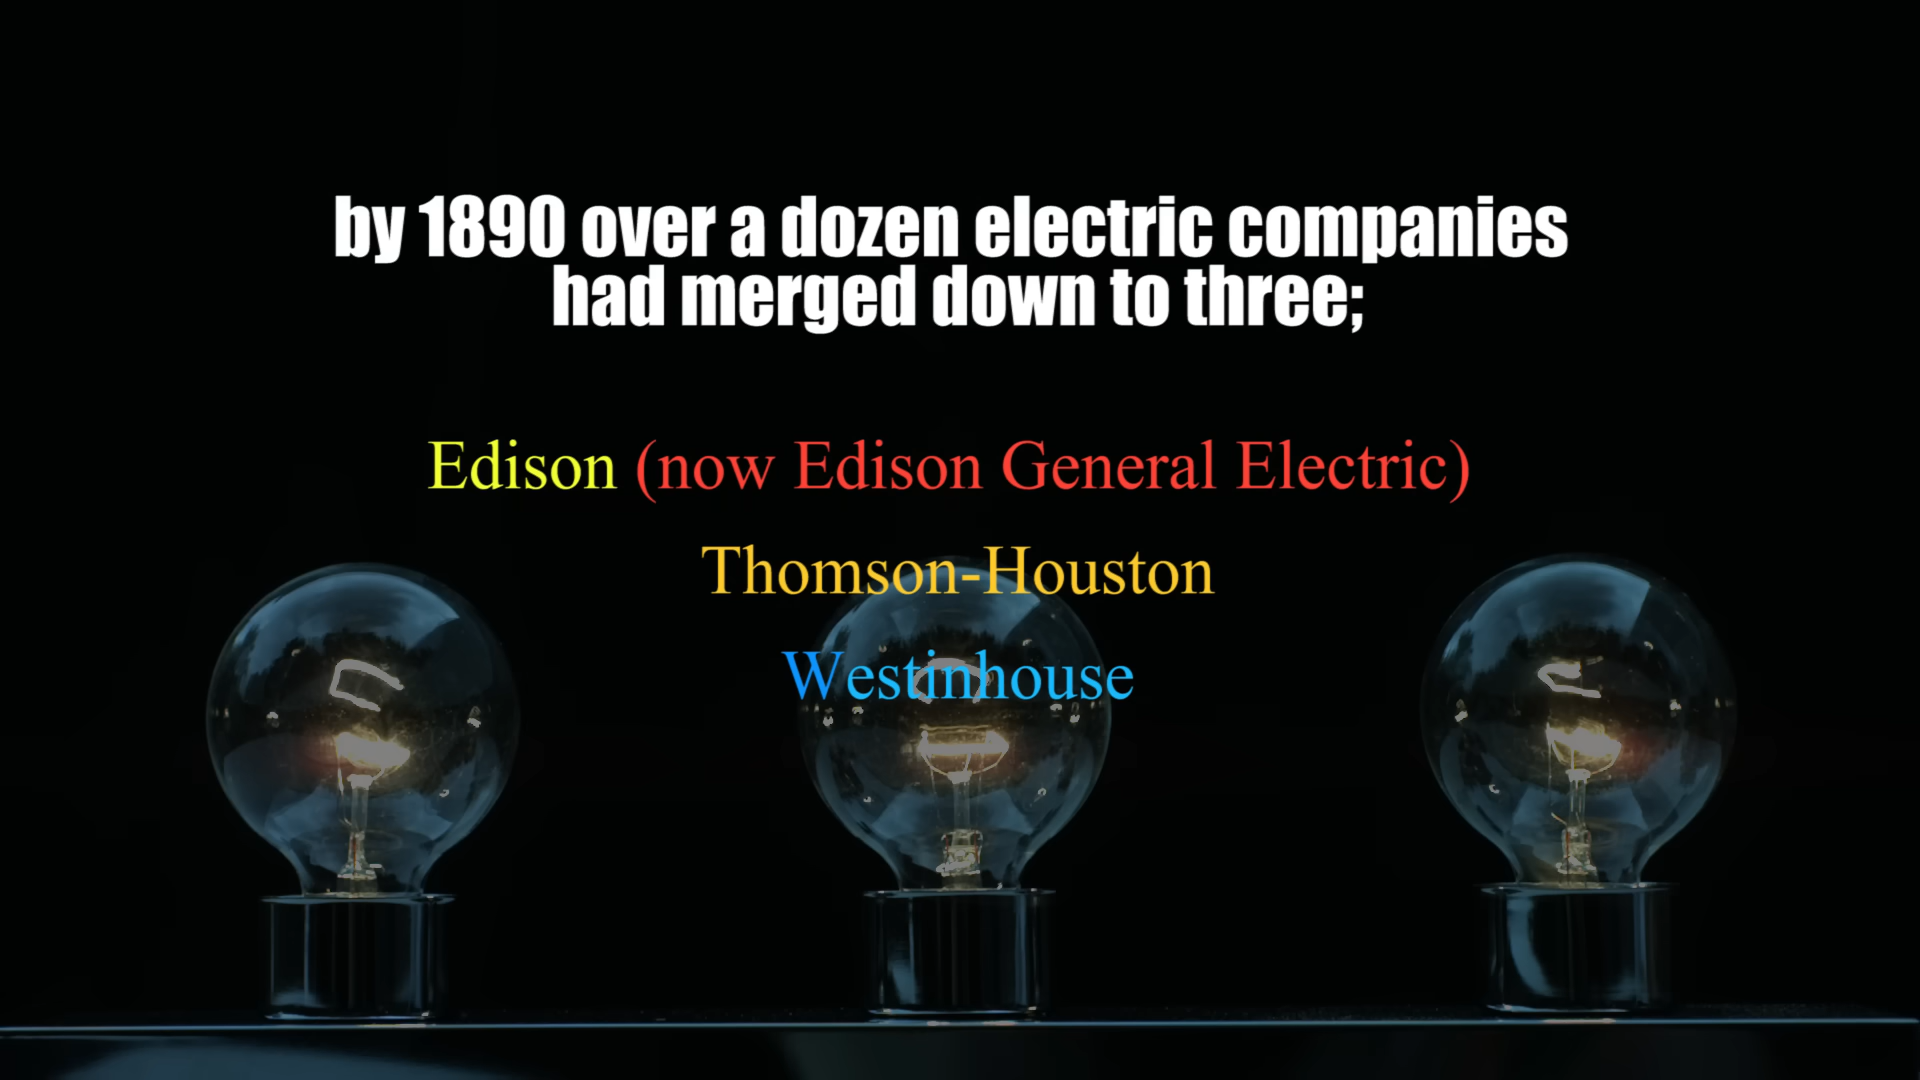 by 1890 over a dozen electric companies
had merged down to three;
Edison (now Edison General Electric)
Thomson-Houston
Westinhouse